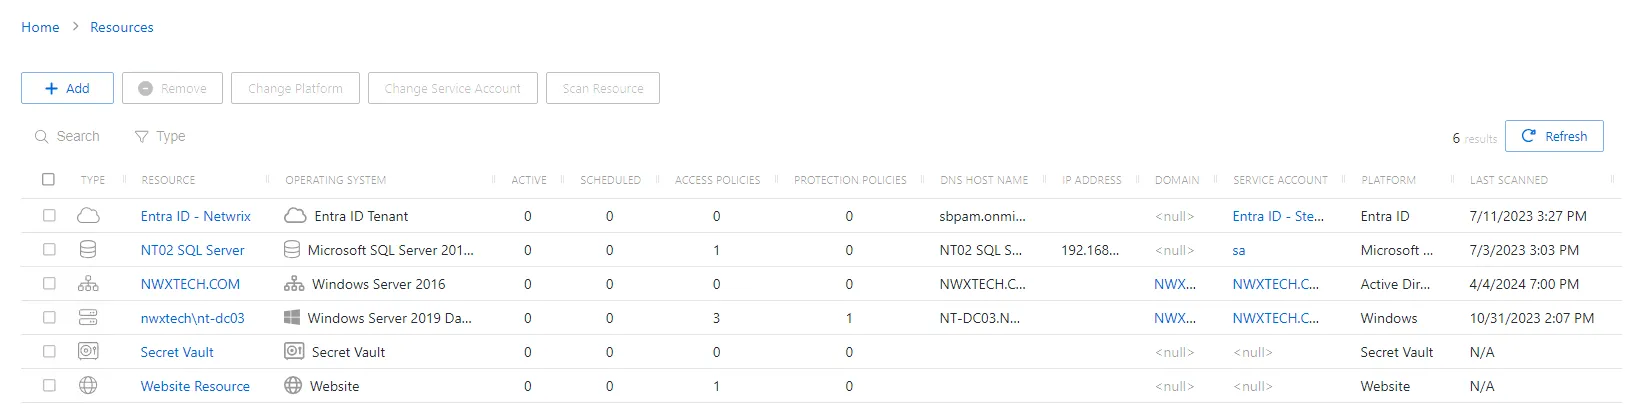 Home > Resources
Add Remove Change Platform Change Service Account Scan Resource
Search Type 6 results Refresh
TYPE RESOURCE OPERATING SYSTEM ACTIVE SCHEDULED ACCESS POLICIES PROTECTION POLICIES DNS HOST NAME IP ADDRESS DOMAIN SERVICE ACCOUNT PLATFORM LAST SCANNED
Entra ID - Netwrix Entra ID Tenant 0 0 0 0 sbpam.onmi... <null> Entra ID - Ste... Entra ID 7/11/2023 3:27 PM
NT02 SQL Server Microsoft SQL Server 201... 0 0 1 0 NT02 SQL S... 192.168... <null> sa Microsoft ... 7/3/2023 3:03 PM
NWXTECH.COM Windows Server 2016 0 0 0 0 NWXTECH.C... NWX... NWXTECH.C... Active Dir... 4/4/2024 7:00 PM
nwxtech\nt-dc03 Windows Server 2019 Da... 0 0 3 1 NT-DC03.N... NWX... NWXTECH.C... Windows 10/31/2023 2:07 PM
Secret Vault Secret Vault 0 0 0 0 <null> <null> Secret Vault N/A
Website Resource Website 0 0 1 0 <null> <null> Website N/A